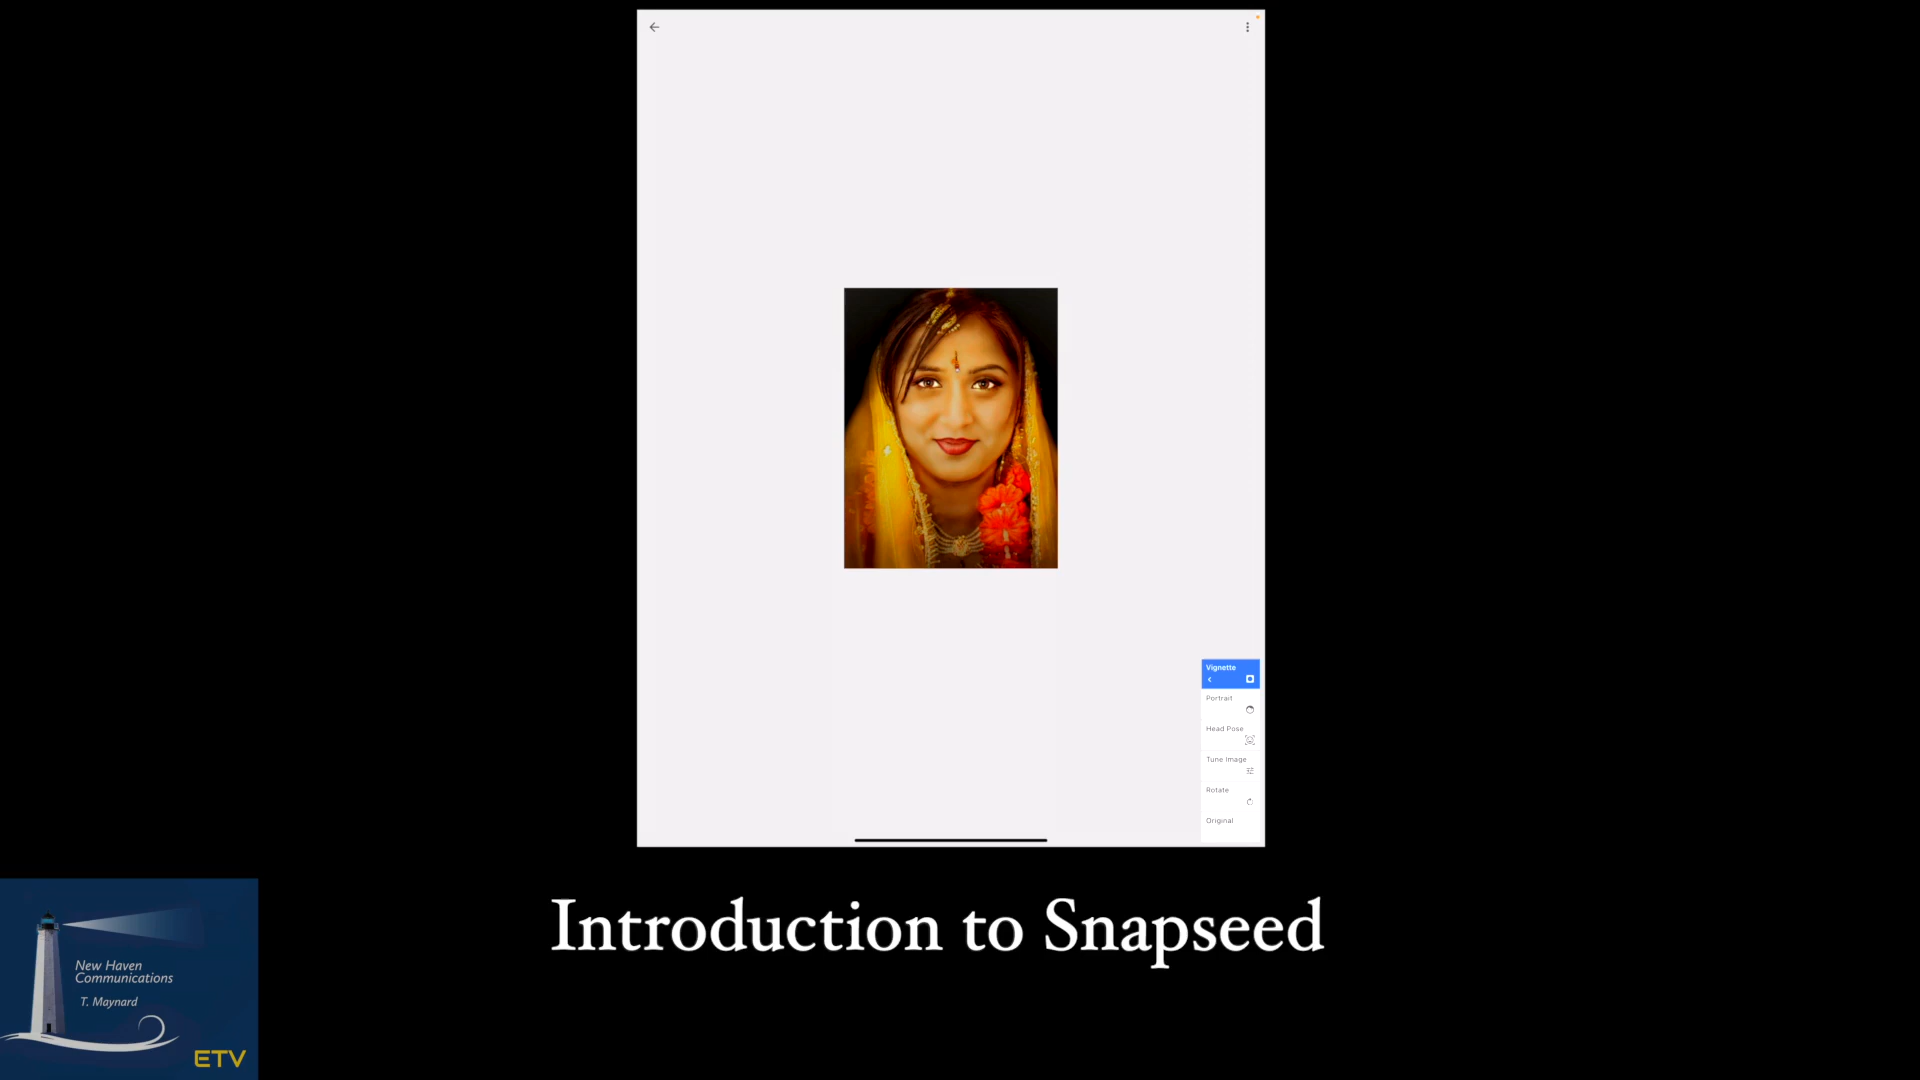 Vignette
Portrait
Head Pose
Tune Image
Rotate
Original
Introduction to Snapseed
New Haven
Communications
T. Maynard
ETV